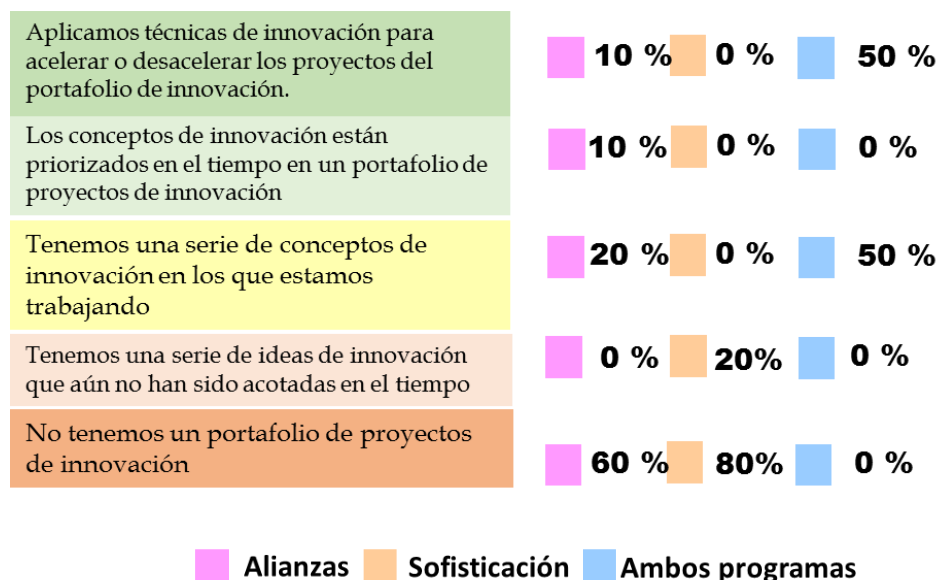 Aplicamos técnicas de innovación para
acelerar o desacelerar los proyectos del
portafolio de innovación.
10 % 0 % 50 %
Los conceptos de innovación están
priorizados en el tiempo en un portafolio de
proyectos de innovación
10 % 0 % 0 %
Tenemos una serie de conceptos de
innovación en los que estamos
trabajando
20 % 0 % 50 %
Tenemos una serie de ideas de innovación
que aún no han sido acotadas en el tiempo
0 % 20% 0 %
No tenemos un portafolio de proyectos
de innovación
60 % 80% 0 %
Alianzas Sofisticación Ambos programas